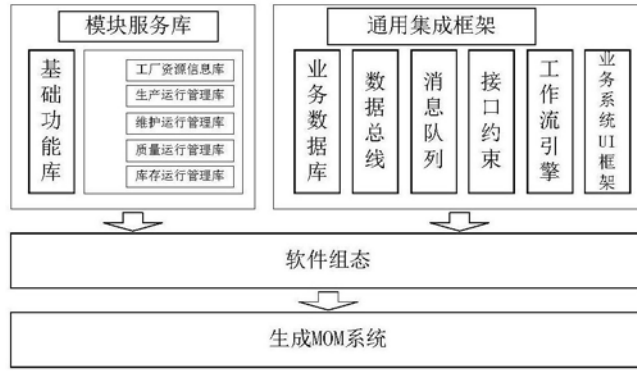 模块服务库
基础功能库
工厂资源信息库
生产运行管理库
维护运行管理库
质量运行管理库
库存运行管理库
通用集成框架
业务数据库
数据总线
消息队列
接口约束
工作流引擎
业务系统UI框架
软件组态
生成MOM系统